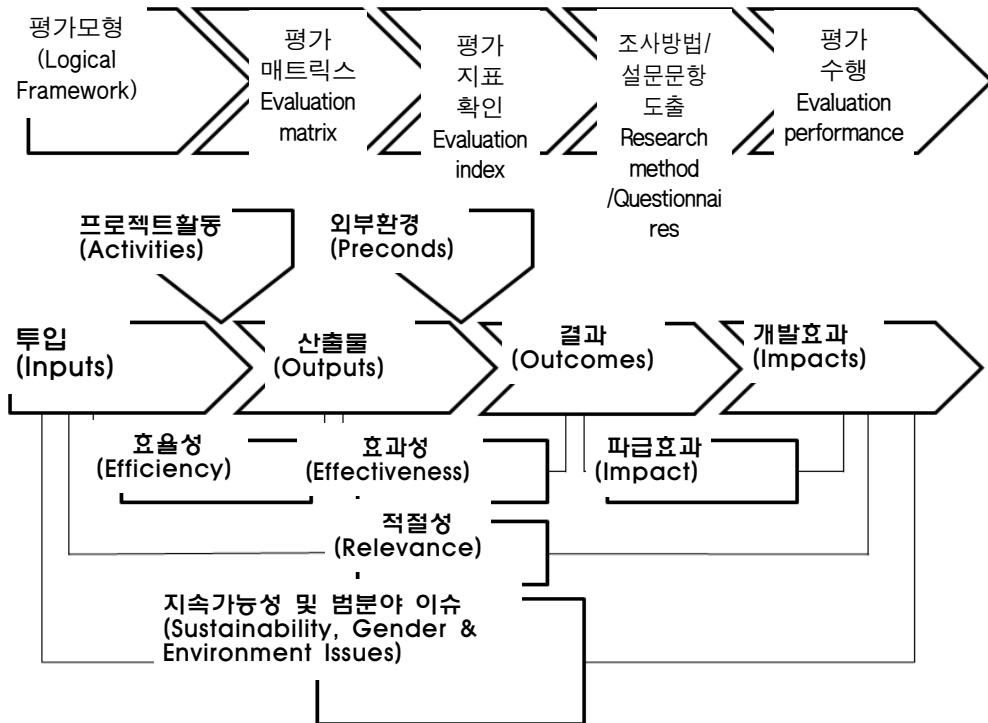 평가모형
(Logical
Framework)
평가
매트릭스
Evaluation
matrix
평가
지표
확인
Evaluation
index
조사방법/
설문문항
도출
Research
method
/Questionnai
res
평가
수행
Evaluation
performance
프로젝트활동
(Activities)
외부환경
(Preconds)
투입
(Inputs)
산출물
(Outputs)
결과
(Outcomes)
개발효과
(Impacts)
효율성
(Efficiency)
효과성
(Effectiveness)
파급효과
(Impact)
적절성
(Relevance)
지속가능성 및 범분야 이슈
(Sustainability, Gender &
Environment Issues)